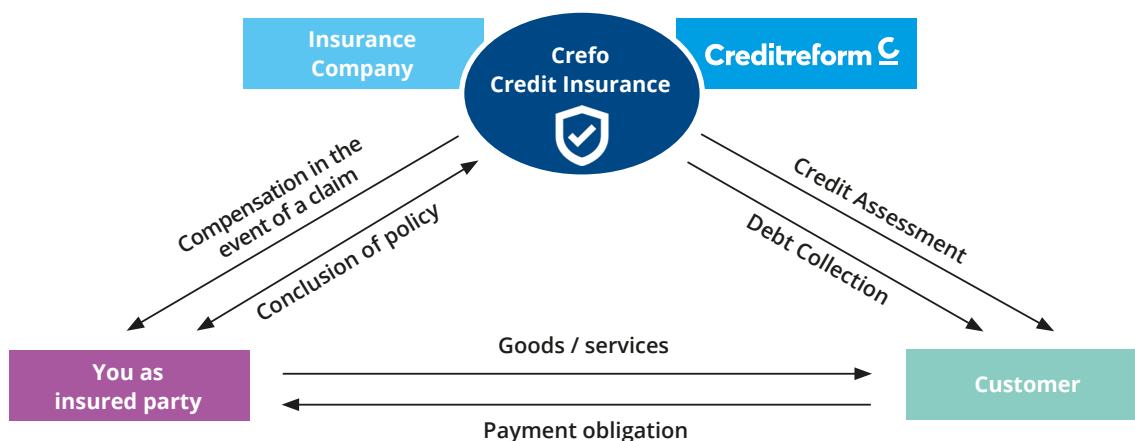 Insurance
Company
Crefo
Credit Insurance
Creditreform C
Compensation in the
event of a claim
Conclusion of policy
Credit Assessment
Debt Collection
You as
insured party
Goods / services
Payment obligation
Customer